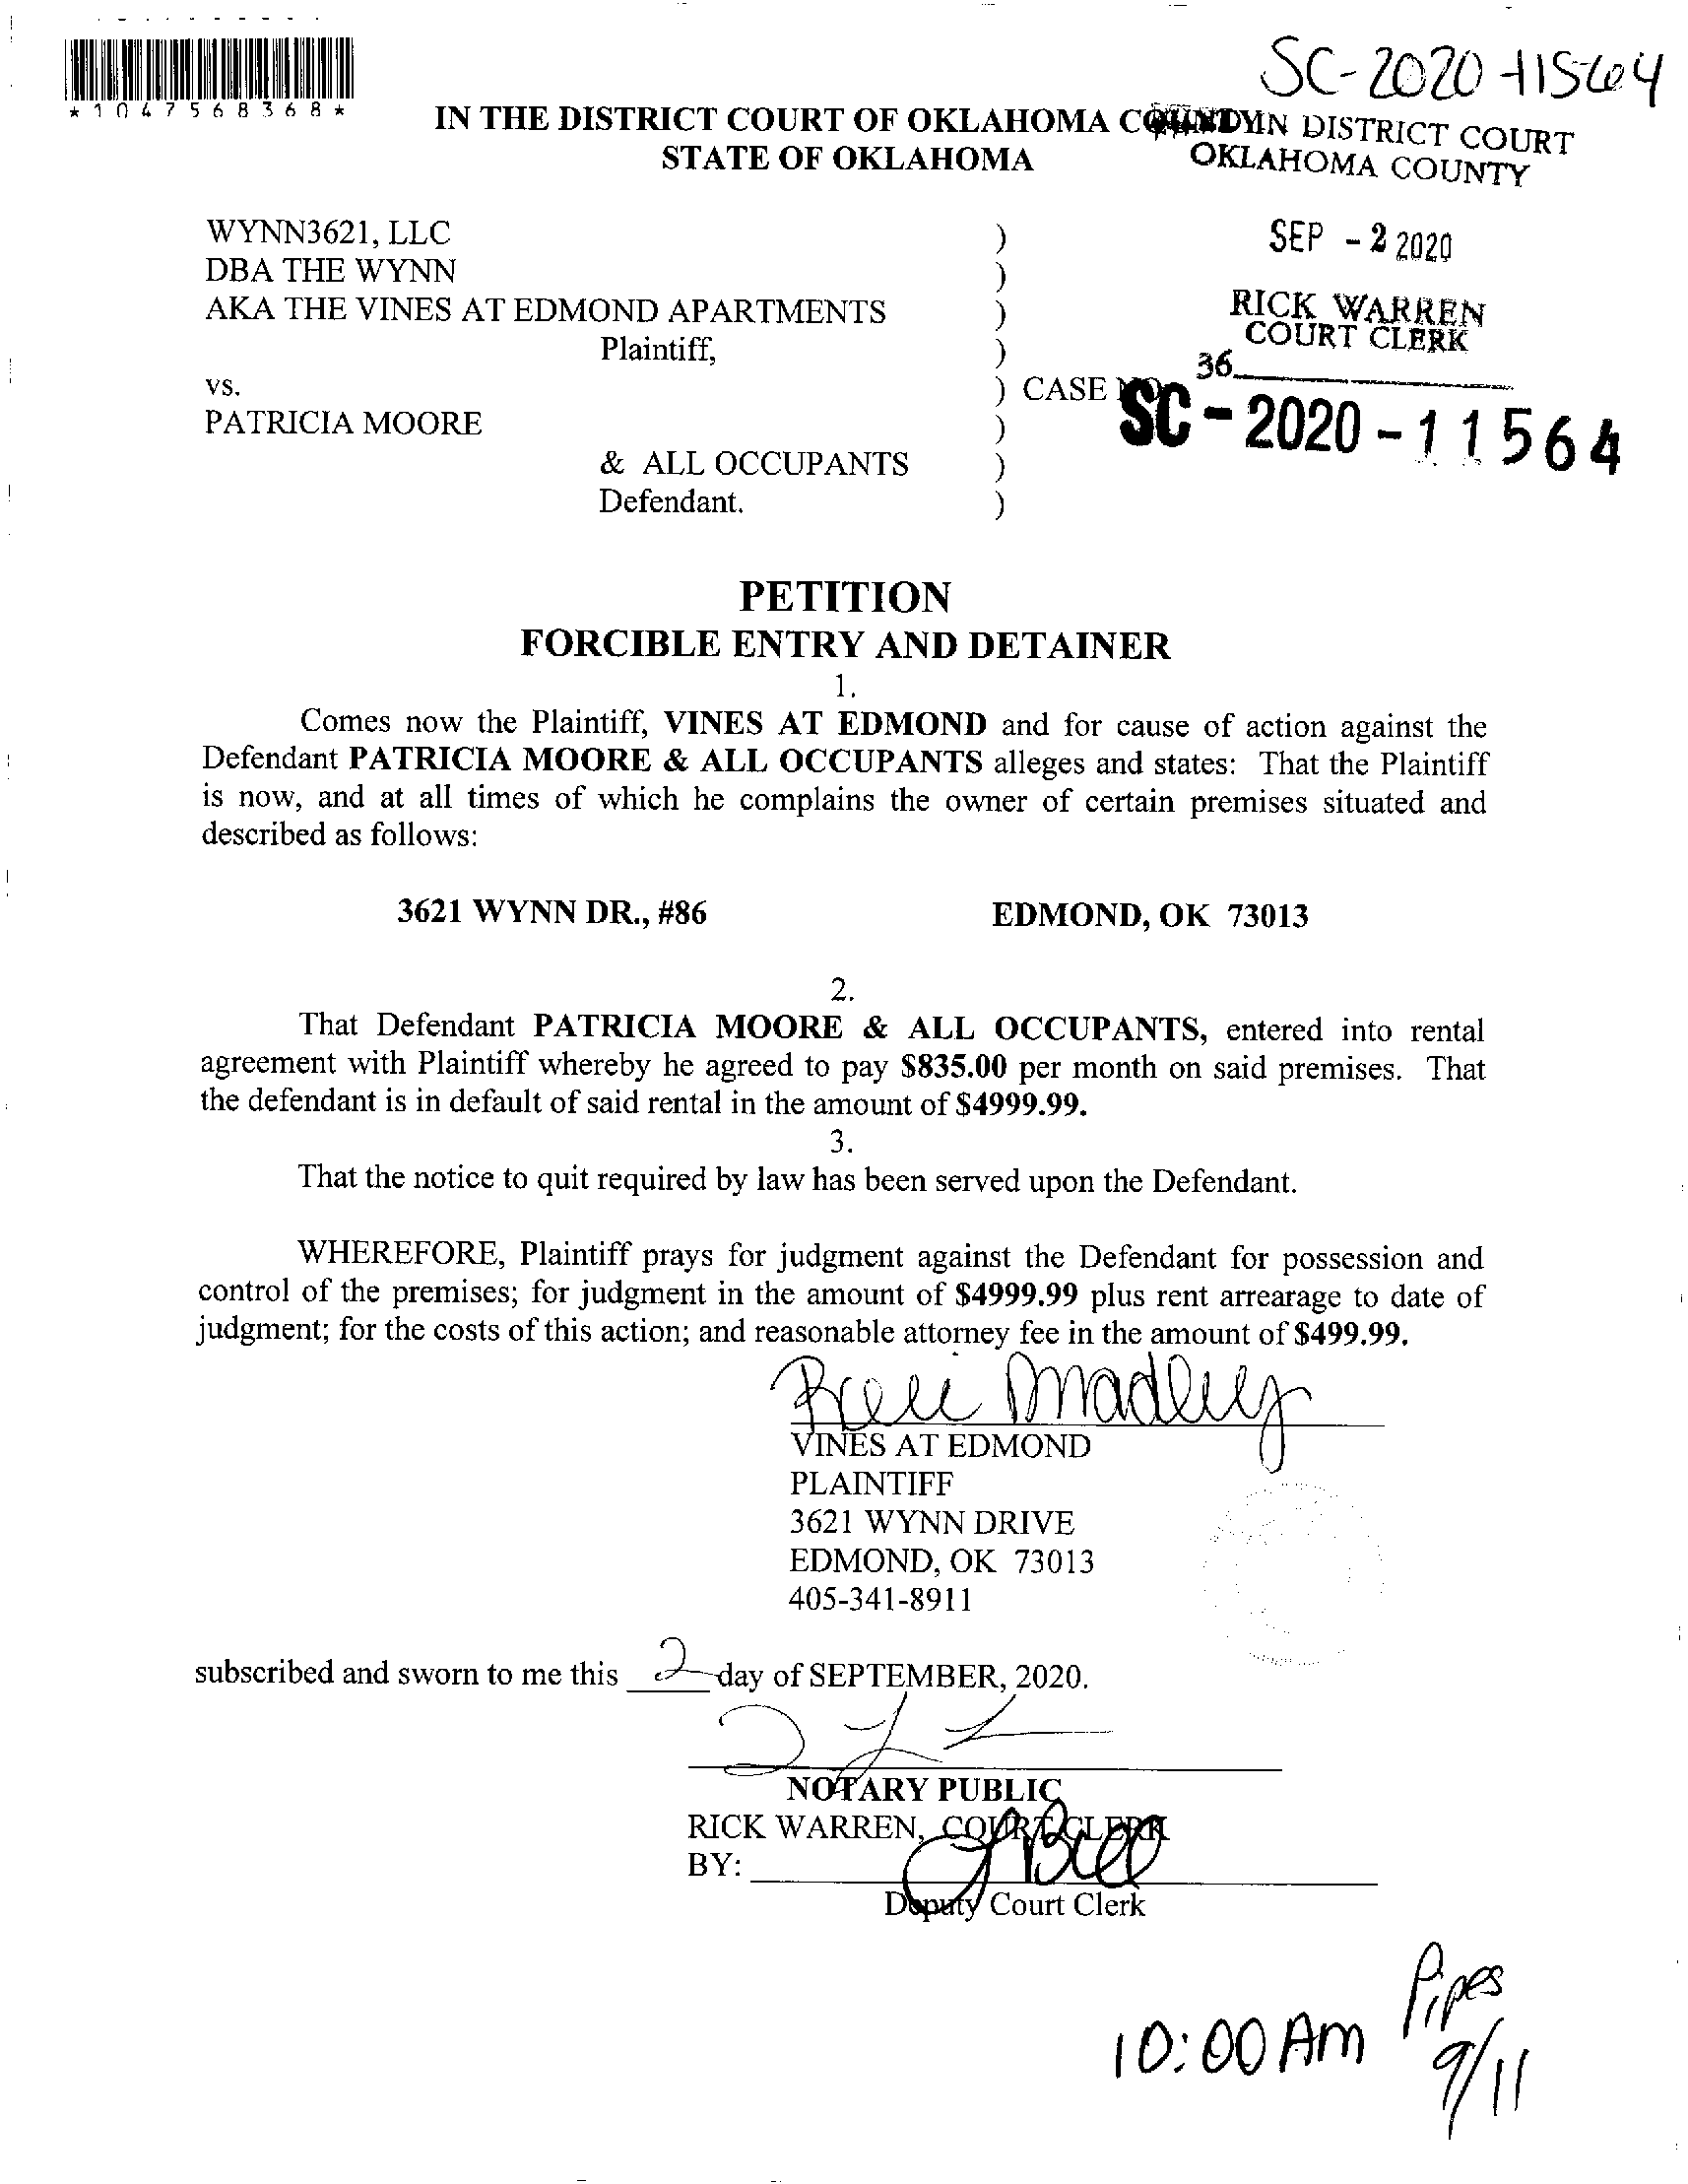 SC-2020-11564
*1047568368*
IN THE DISTRICT COURT OF OKLAHOMA
FILED IN DISTRICT COURT
STATE OF OKLAHOMA
OKLAHOMA COUNTY
WYNN3621, LLC )
SEP - 2 2020
DBA THE WYNN )
AKA THE VINES AT EDMOND APARTMENTS )
RICK WARREN
COURT CLERK
Plaintiff, )
36
vs. ) CASE NO.
SC - 2020 - 11564
PATRICIA MOORE )
& ALL OCCUPANTS )
Defendant. )
PETITION
FORCIBLE ENTRY AND DETAINER
1.
Comes now the Plaintiff, VINES AT EDMOND and for cause of action against the
Defendant PATRICIA MOORE & ALL OCCUPANTS alleges and states: That the Plaintiff
is now, and at all times of which he complains the owner of certain premises situated and
described as follows:
3621 WYNN DR., #86 EDMOND, OK 73013
2.
That Defendant PATRICIA MOORE & ALL OCCUPANTS, entered into rental
agreement with Plaintiff whereby he agreed to pay $835.00 per month on said premises. That
the defendant is in default of said rental in the amount of $4999.99.
3.
That the notice to quit required by law has been served upon the Defendant.
WHEREFORE, Plaintiff prays for judgment against the Defendant for possession and
control of the premises; for judgment in the amount of $4999.99 plus rent arrearage to date of
judgment; for the costs of this action; and reasonable attorney fee in the amount of $499.99.
VINES AT EDMOND
PLAINTIFF
3621 WYNN DRIVE
EDMOND, OK 73013
405-341-8911
subscribed and sworn to me this 2 day of SEPTEMBER, 2020.
NOTARY PUBLIC
RICK WARREN, COURT CLERK
BY:
Deputy Court Clerk
Pipes
10:00 AM
9/11